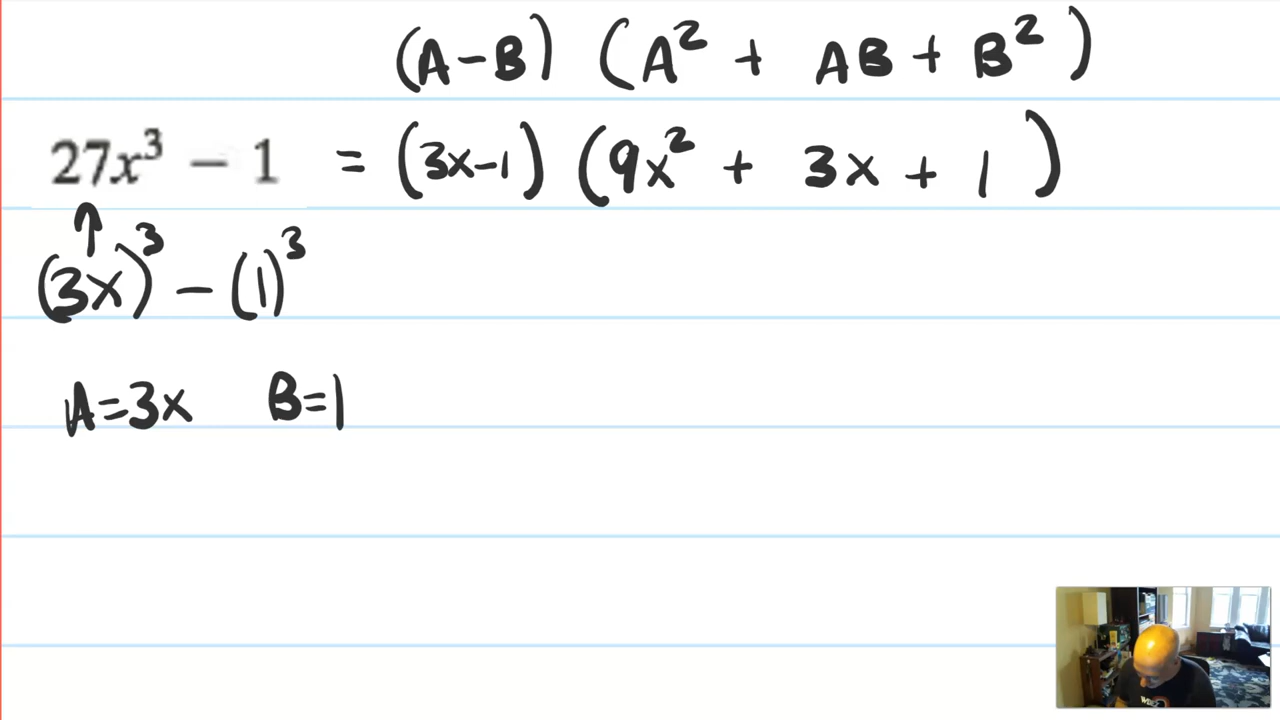 (A-B) (A² + AB + B²)
27x³ − 1 = (3x-1) (9x² + 3x + 1)
↑
(3x)³ − (1)³
A=3x B=1